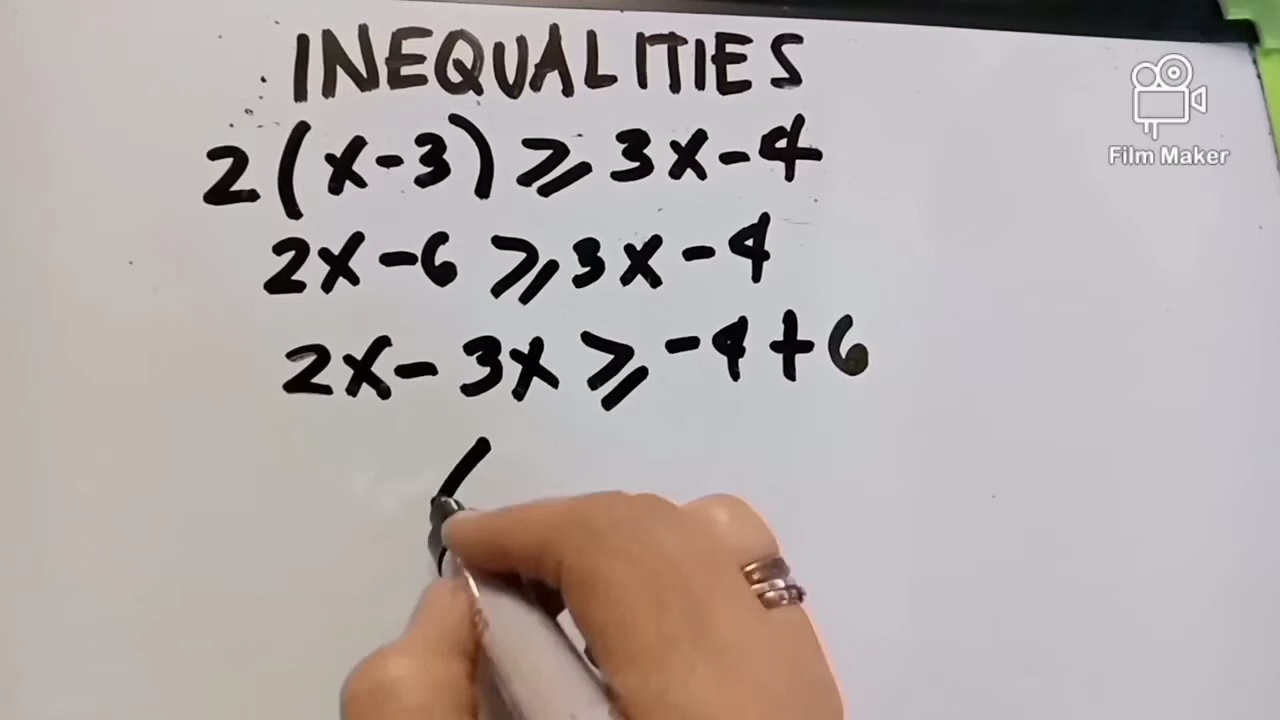 INEQUALITIES
2(x-3)≥3x-4
2x-6≥3x-4
2x-3x≥-4+6
(
Film Maker